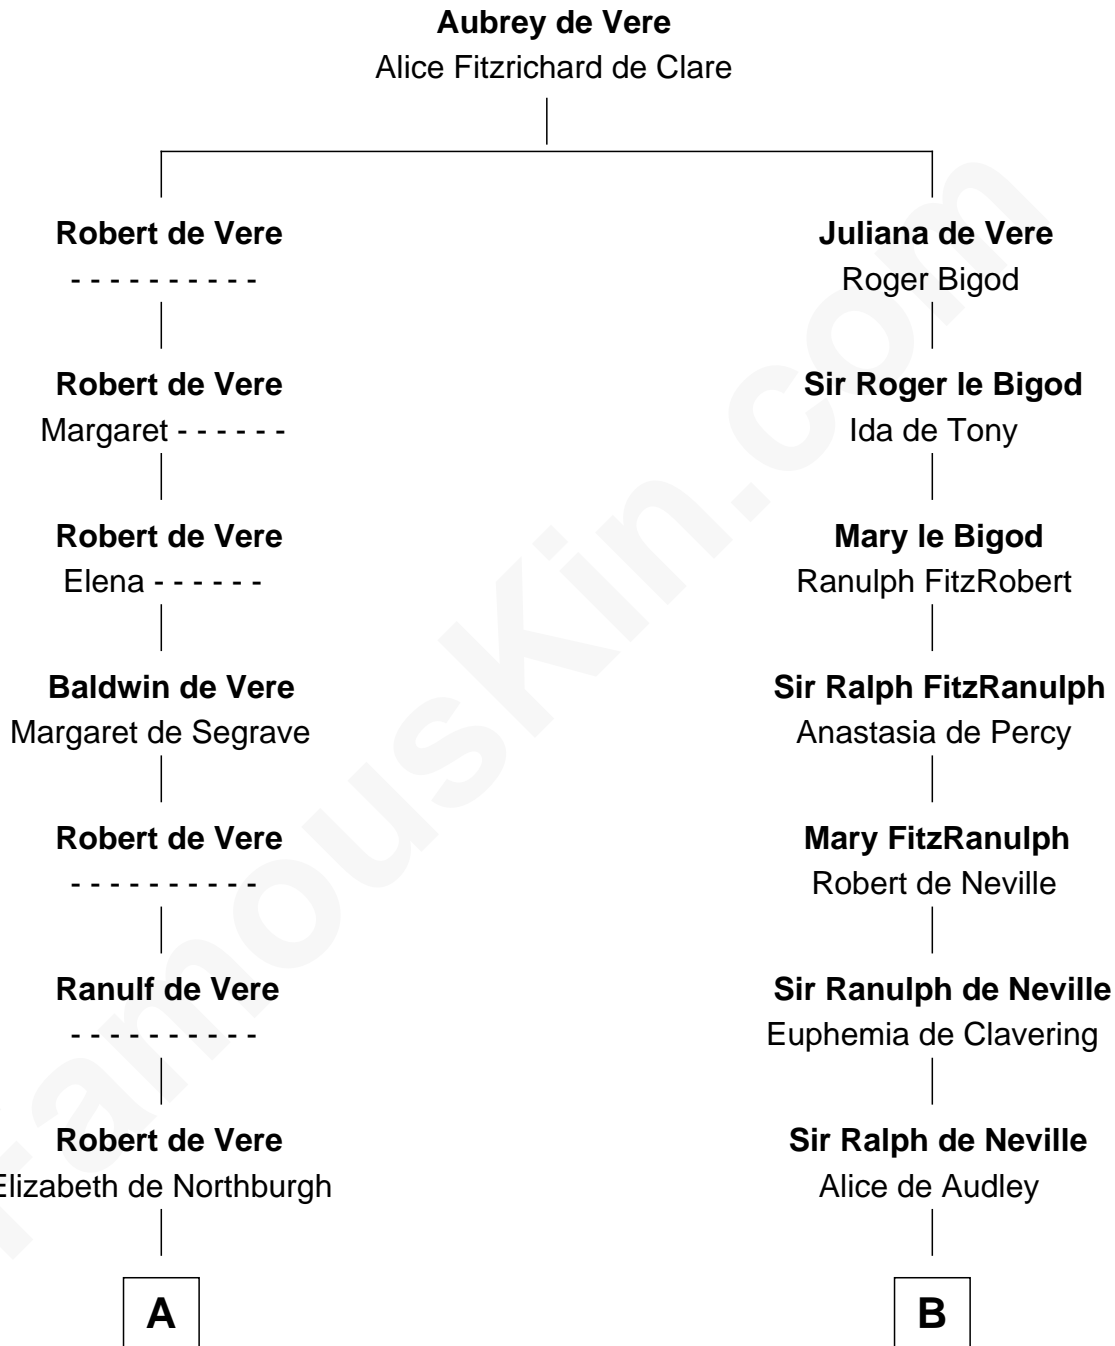 Aubrey de Vere
Alice Fitzrichard de Clare
Robert de Vere
- - - - - - - - - -
Juliana de Vere
Roger Bigod
Robert de Vere
Margaret - - - - - -
Sir Roger le Bigod
Ida de Tony
Robert de Vere
Elena - - - - - -
Mary le Bigod
Ranulph FitzRobert
Baldwin de Vere
Margaret de Segrave
Sir Ralph FitzRanulph
Anastasia de Percy
Robert de Vere
- - - - - - - - - -
Mary FitzRanulph
Robert de Neville
Ranulf de Vere
- - - - - - - - - -
Sir Ranulph de Neville
Euphemia de Clavering
Robert de Vere
Elizabeth de Northburgh
Sir Ralph de Neville
Alice de Audley
A
B
FamousKin.com